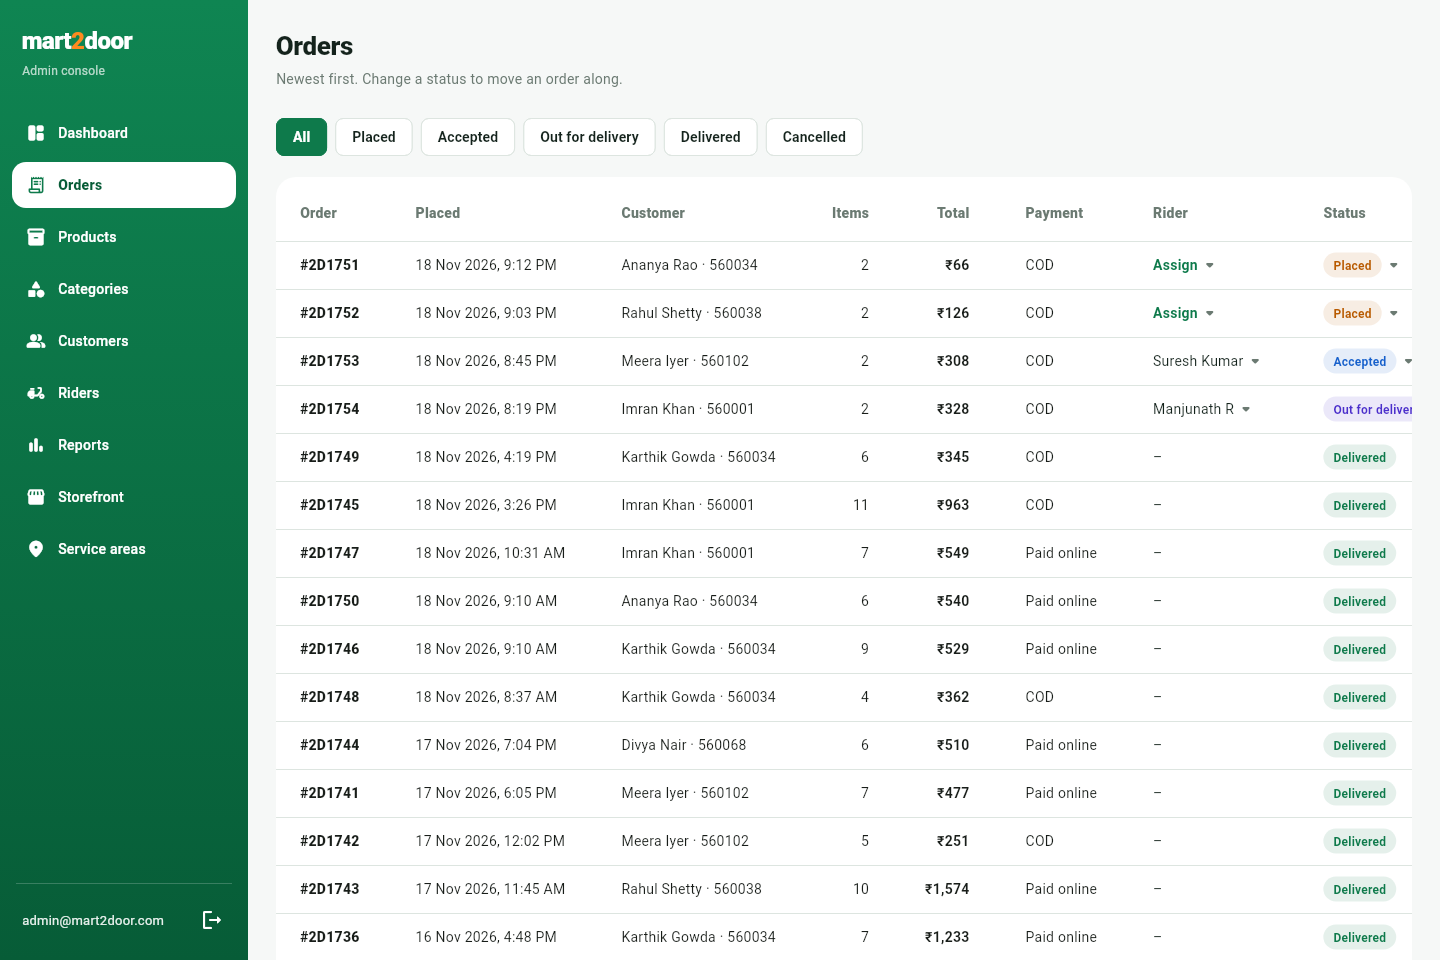 mart2door
Admin console
Dashboard
Orders
Products
Categories
Customers
Riders
Reports
Storefront
Service areas
admin@mart2door.com
Orders
Newest first. Change a status to move an order along.
All Placed Accepted Out for delivery Delivered Cancelled
Order Placed Customer Items Total Payment Rider Status
#2D1751 18 Nov 2026, 9:12 PM Ananya Rao · 560034 2 ₹66 COD Assign Placed
#2D1752 18 Nov 2026, 9:03 PM Rahul Shetty · 560038 2 ₹126 COD Assign Placed
#2D1753 18 Nov 2026, 8:45 PM Meera Iyer · 560102 2 ₹308 COD Suresh Kumar Accepted
#2D1754 18 Nov 2026, 8:19 PM Imran Khan · 560001 2 ₹328 COD Manjunath R Out for deliver
#2D1749 18 Nov 2026, 4:19 PM Karthik Gowda · 560034 6 ₹345 COD – Delivered
#2D1745 18 Nov 2026, 3:26 PM Imran Khan · 560001 11 ₹963 COD – Delivered
#2D1747 18 Nov 2026, 10:31 AM Imran Khan · 560001 7 ₹549 Paid online – Delivered
#2D1750 18 Nov 2026, 9:10 AM Ananya Rao · 560034 6 ₹540 Paid online – Delivered
#2D1746 18 Nov 2026, 9:10 AM Karthik Gowda · 560034 9 ₹529 Paid online – Delivered
#2D1748 18 Nov 2026, 8:37 AM Karthik Gowda · 560034 4 ₹362 COD – Delivered
#2D1744 17 Nov 2026, 7:04 PM Divya Nair · 560068 6 ₹510 Paid online – Delivered
#2D1741 17 Nov 2026, 6:05 PM Meera Iyer · 560102 7 ₹477 Paid online – Delivered
#2D1742 17 Nov 2026, 12:02 PM Meera Iyer · 560102 5 ₹251 COD – Delivered
#2D1743 17 Nov 2026, 11:45 AM Rahul Shetty · 560038 10 ₹1,574 Paid online – Delivered
#2D1736 16 Nov 2026, 4:48 PM Karthik Gowda · 560034 7 ₹1,233 Paid online – Delivered